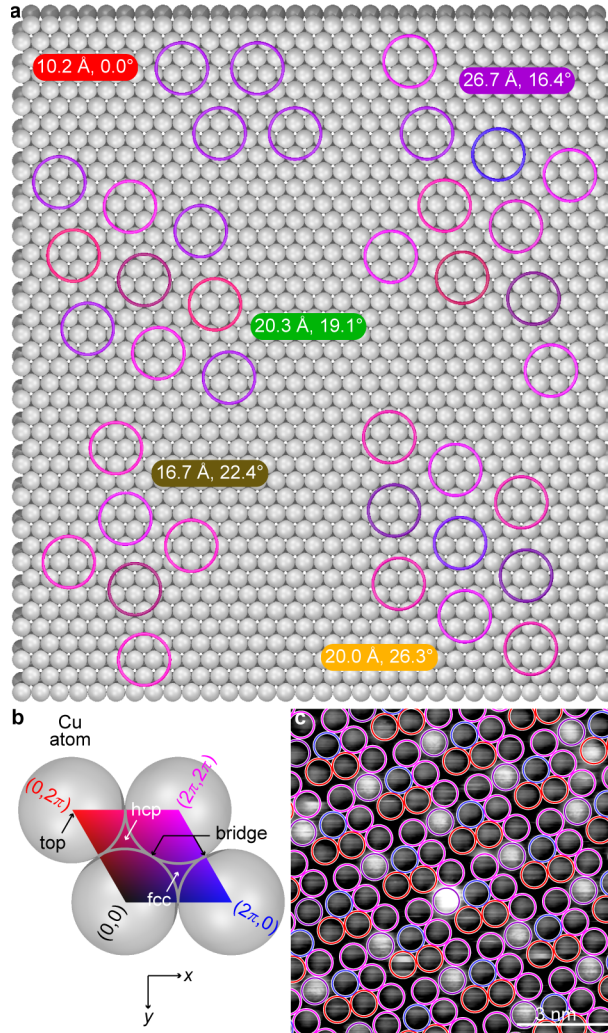 a
10.2 Å, 0.0°
26.7 Å, 16.4°
20.3 Å, 19.1°
16.7 Å, 22.4°
20.0 Å, 26.3°
b
c
Cu
atom
(0,2π)
(2π,2π)
hcp
top
bridge
fcc
(0,0)
(2π,0)
x
y
3 nm